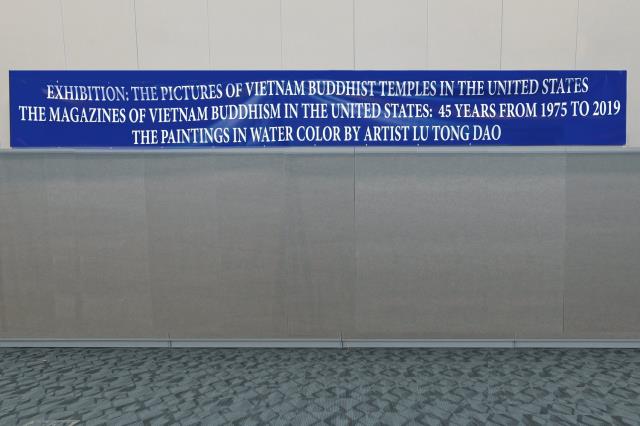 EXHIBITION: THE PICTURES OF VIETNAM BUDDHIST TEMPLES IN THE UNITED STATES
THE MAGAZINES OF VIETNAM BUDDHISM IN THE UNITED STATES: 45 YEARS FROM 1975 TO 2019
THE PAINTINGS IN WATER COLOR BY ARTIST LU TONG DAO